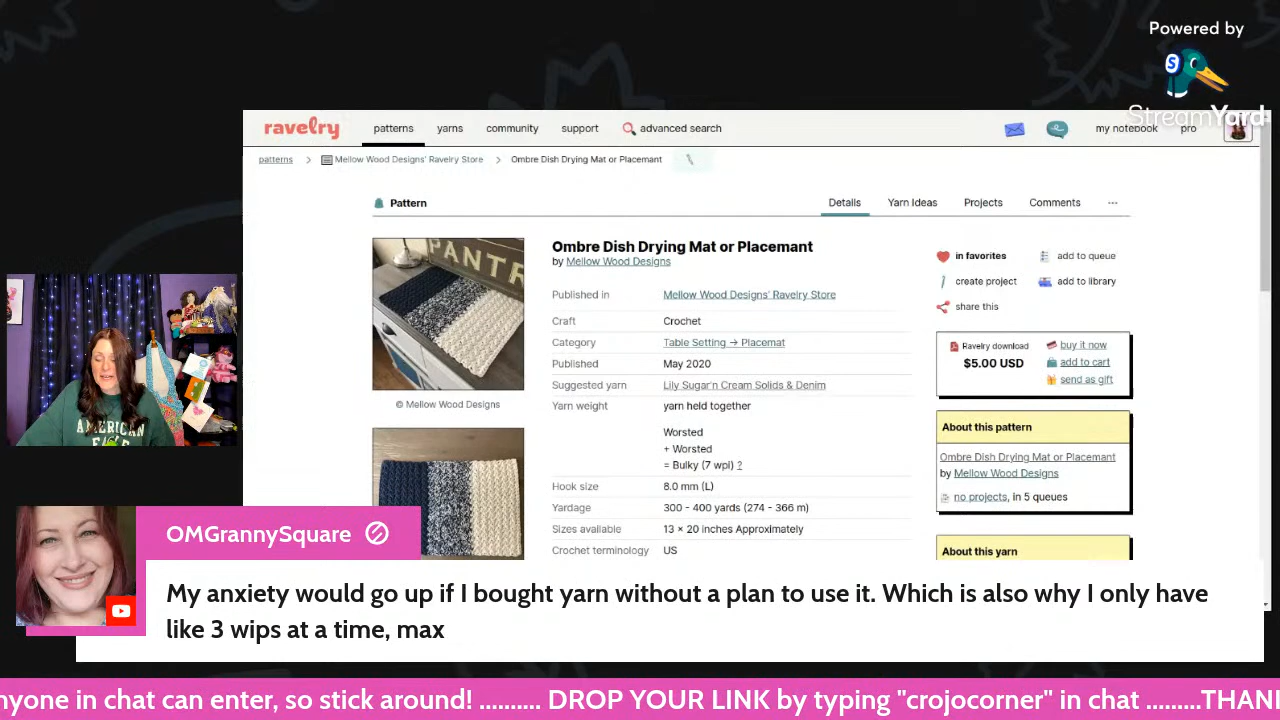 Powered by
StreamYard
ravelry
patterns yarns community support advanced search my notebook pro
patterns > Mellow Wood Designs' Ravelry Store > Ombre Dish Drying Mat or Placemant
Pattern
Details Yarn Ideas Projects Comments ...
PANTR
© Mellow Wood Designs
Ombre Dish Drying Mat or Placemant
by Mellow Wood Designs
Published in Mellow Wood Designs' Ravelry Store
Craft Crochet
Category Table Setting → Placemat
Published May 2020
Suggested yarn Lily Sugar'n Cream Solids & Denim
Yarn weight yarn held together
Worsted
+ Worsted
= Bulky (7 wpi) ?
Hook size 8.0 mm (L)
Yardage 300 - 400 yards (274 - 366 m)
Sizes available 13 × 20 inches Approximately
Crochet terminology US
in favorites add to queue
create project add to library
share this
Ravelry download
$5.00 USD
buy it now
add to cart
send as gift
About this pattern
Ombre Dish Drying Mat or Placemant
by Mellow Wood Designs
no projects, in 5 queues
About this yarn
AMERICAN
OMGrannySquare
My anxiety would go up if I bought yarn without a plan to use it. Which is also why I only have
like 3 wips at a time, max
nyone in chat can enter, so stick around! .......... DROP YOUR LINK by typing "crojocorner" in chat .........THAN